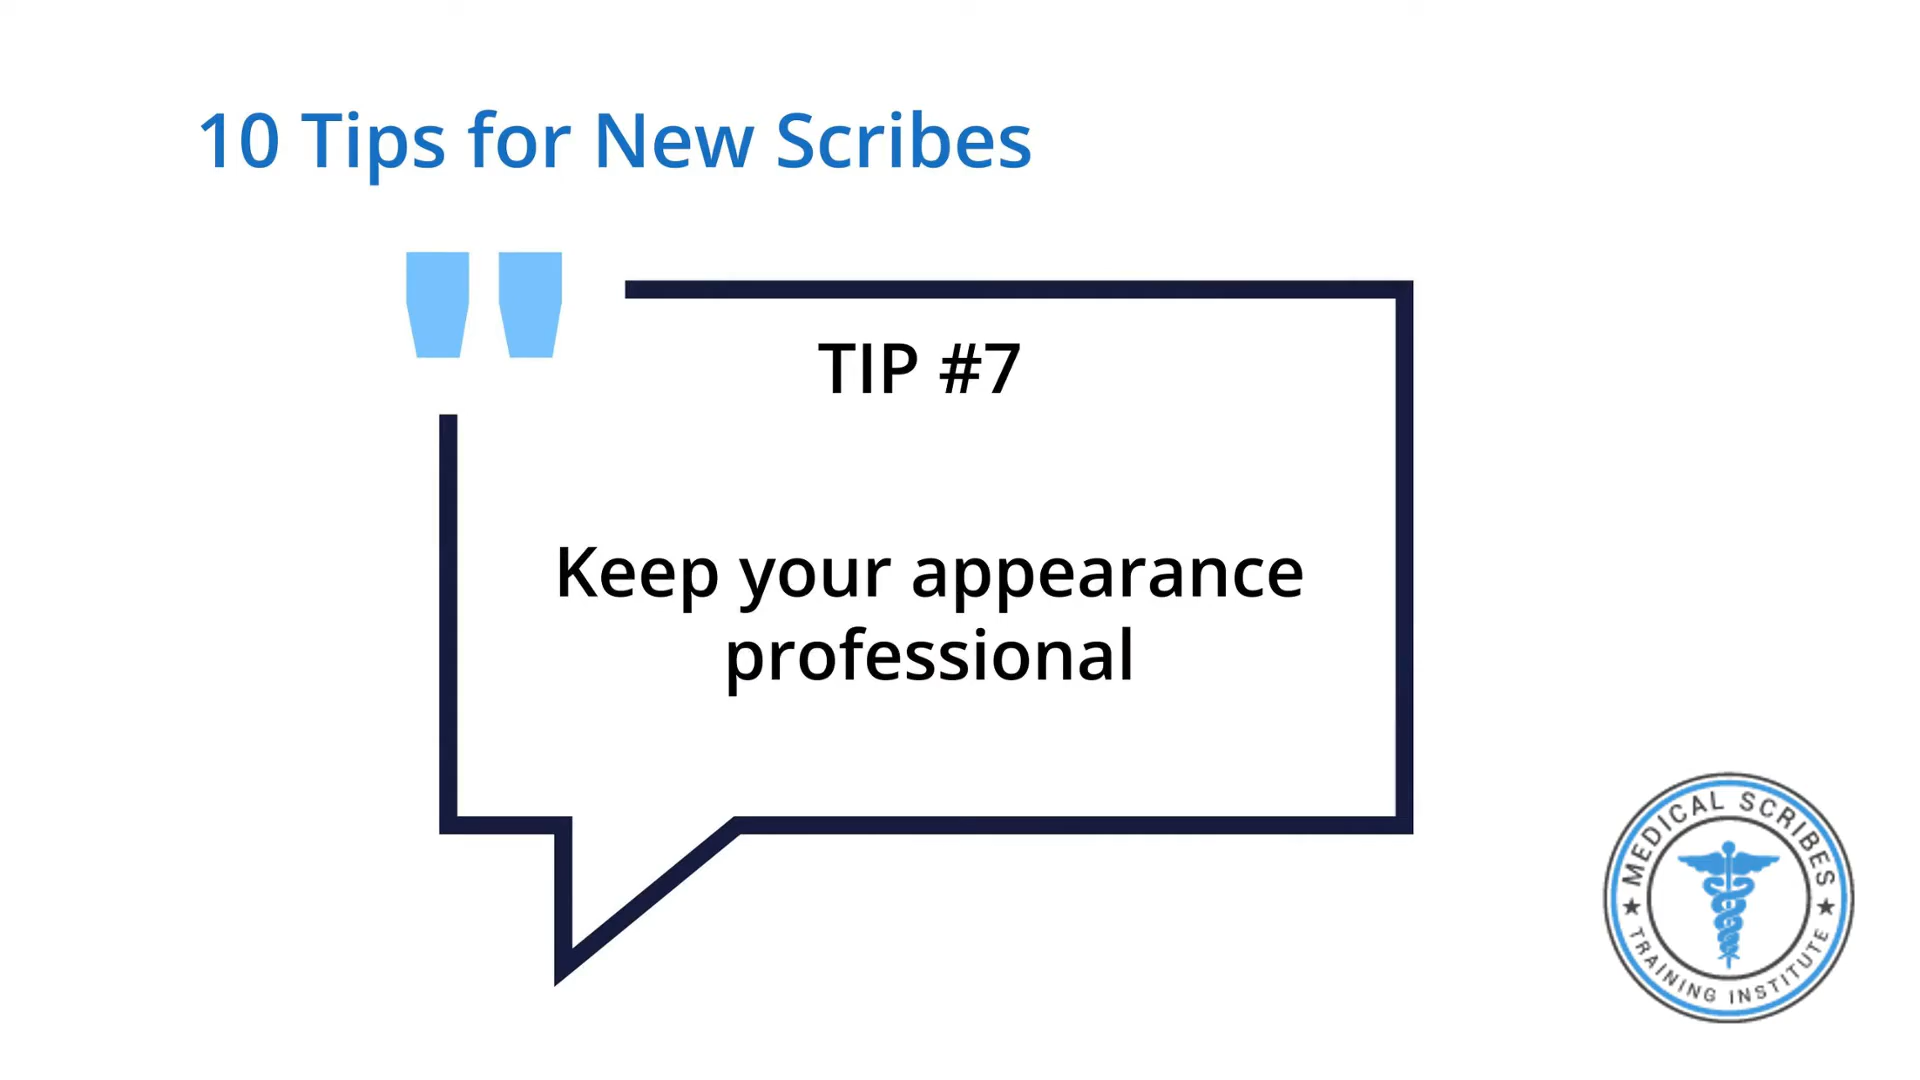 10 Tips for New Scribes
TIP #7
Keep your appearance
professional
MEDICAL SCRIBES
★ TRAINING INSTITUTE ★